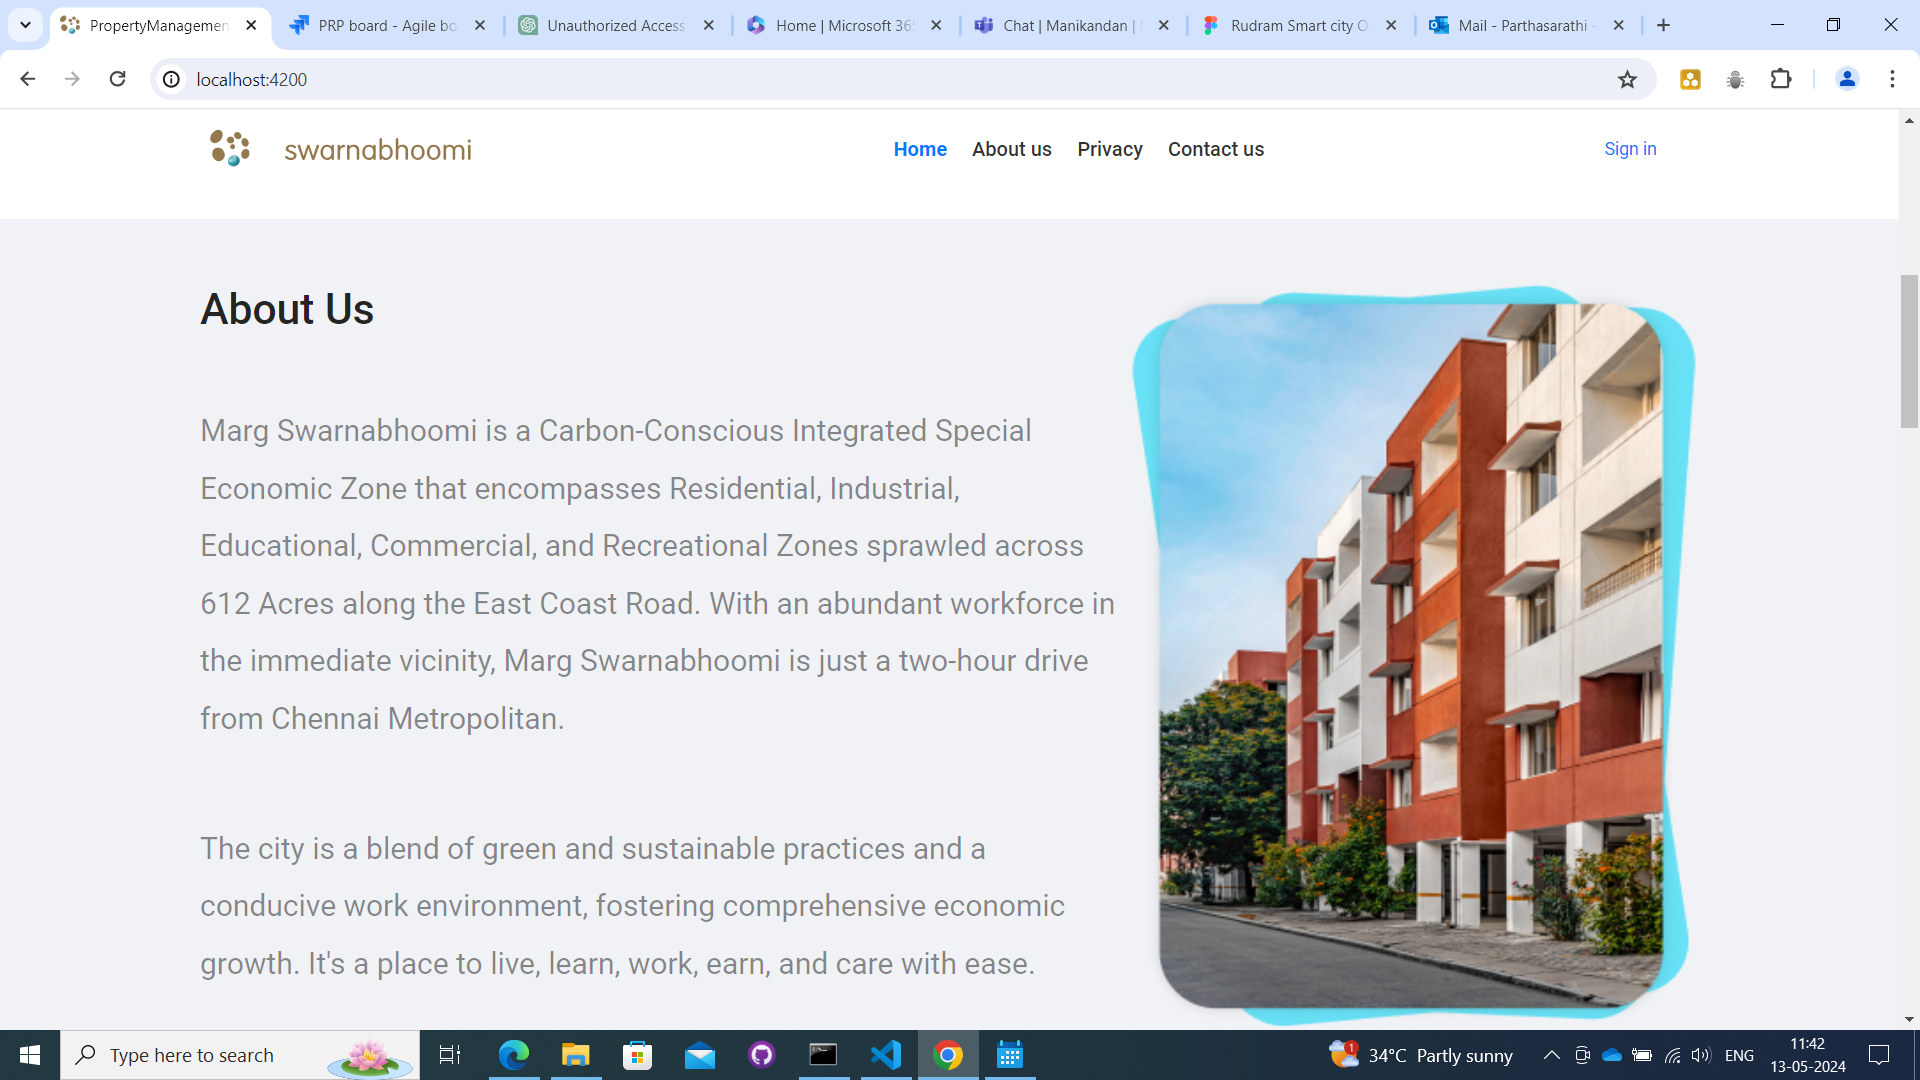 PropertyManagemen
PRP board - Agile bo
Unauthorized Access
Home | Microsoft 36
Chat | Manikandan |
Rudram Smart city O
Mail - Parthasarathi -
localhost:4200
swarnabhoomi
Home
About us
Privacy
Contact us
Sign in
About Us
Marg Swarnabhoomi is a Carbon-Conscious Integrated Special
Economic Zone that encompasses Residential, Industrial,
Educational, Commercial, and Recreational Zones sprawled across
612 Acres along the East Coast Road. With an abundant workforce in
the immediate vicinity, Marg Swarnabhoomi is just a two-hour drive
from Chennai Metropolitan.
The city is a blend of green and sustainable practices and a
conducive work environment, fostering comprehensive economic
growth. It's a place to live, learn, work, earn, and care with ease.
Type here to search
1
34°C Partly sunny
ENG
11:42
13-05-2024